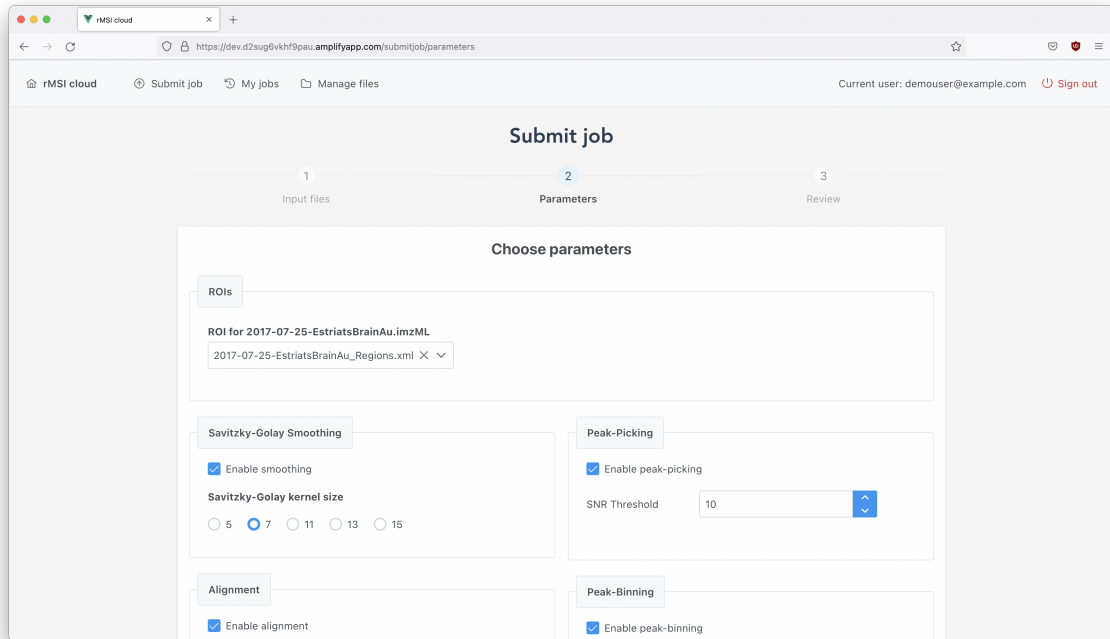 rMSI cloud
https://dev.d2sug6vkhf9pau.amplifyapp.com/submitjob/parameters
rMSI cloud Submit job My jobs Manage files Current user: demouser@example.com Sign out
Submit job
1 2 3
Input files Parameters Review
Choose parameters
ROIs
ROI for 2017-07-25-EstriatsBrainAu.imzML
2017-07-25-EstriatsBrainAu_Regions.xml
Savitzky-Golay Smoothing
Enable smoothing
Savitzky-Golay kernel size
5 7 11 13 15
Peak-Picking
Enable peak-picking
SNR Threshold 10
Alignment
Enable alignment
Peak-Binning
Enable peak-binning